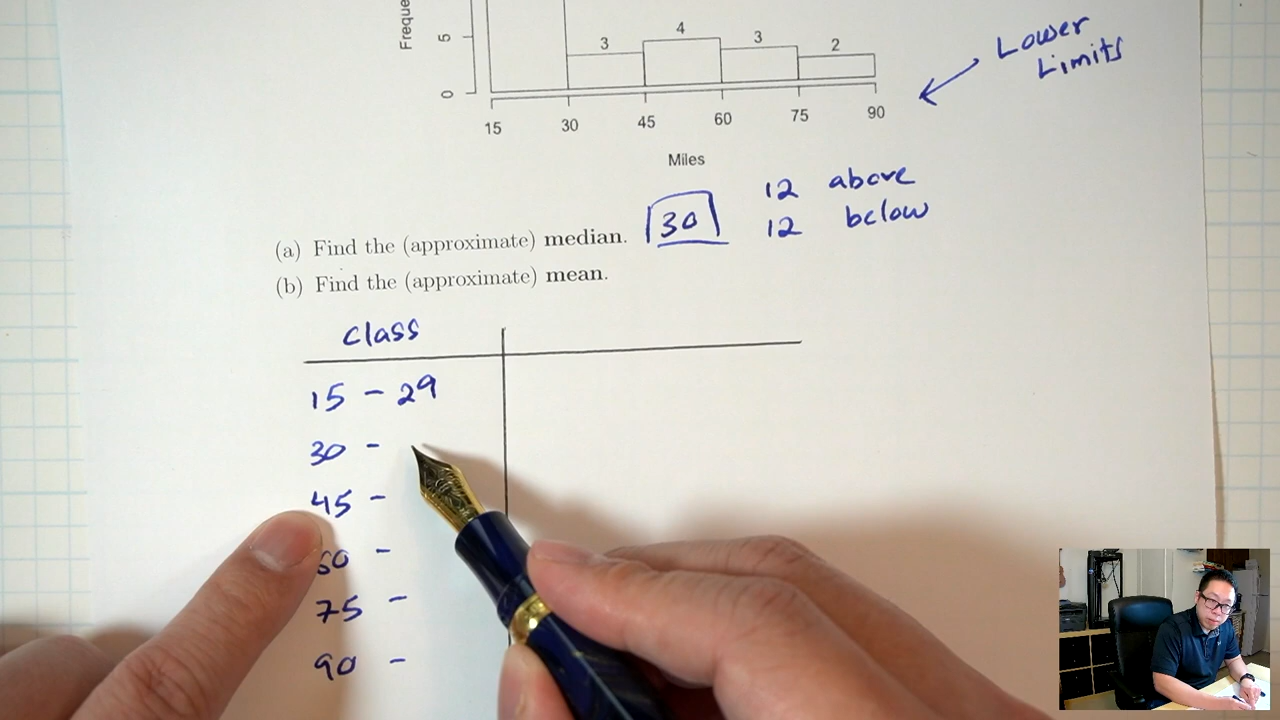 Freque
5
0
3
4
3
2
15 30 45 60 75 90
Miles
Lower
Limits
(a) Find the (approximate) median. 30
12 above
12 below
(b) Find the (approximate) mean.
class
15 - 29
30 -
45 -
60 -
75 -
90 -